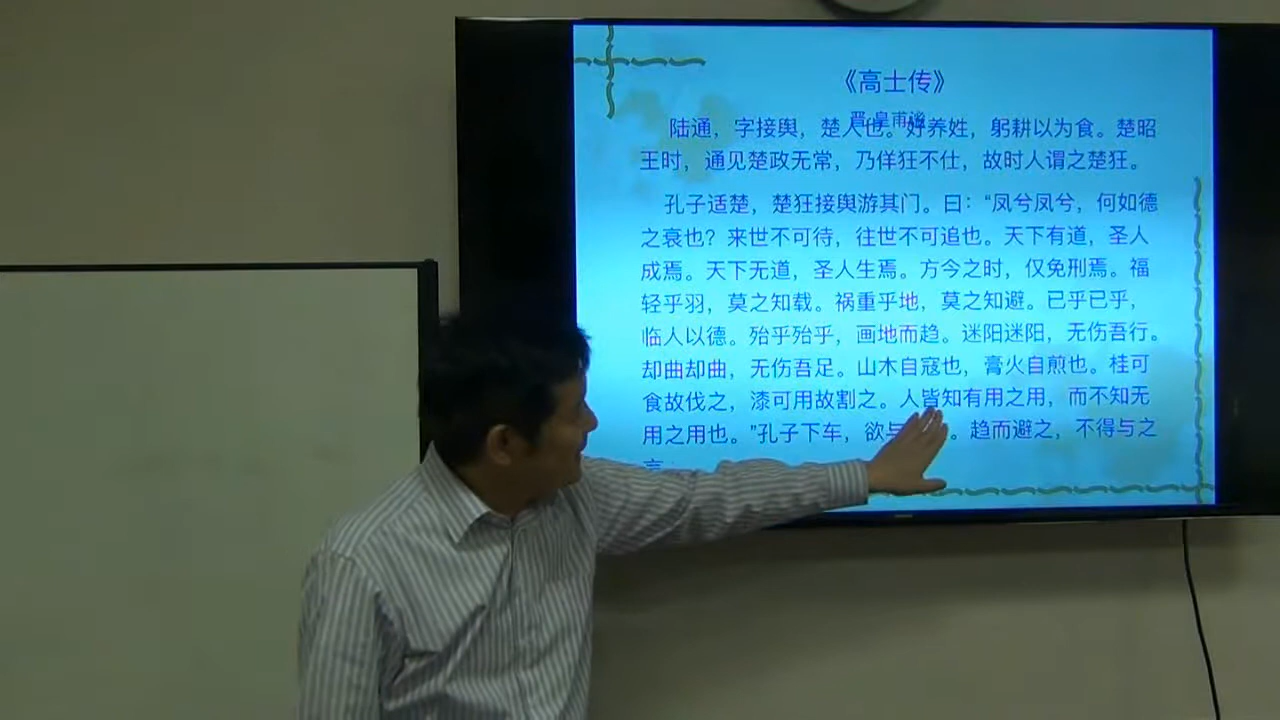 《高士传》
晋·皇甫谧
陆通，字接舆，楚人也。好养姓，躬耕以为食。楚昭
王时，通见楚政无常，乃佯狂不仕，故时人谓之楚狂。
孔子适楚，楚狂接舆游其门。曰：“凤兮凤兮，何如德
之衰也？来世不可待，往世不可追也。天下有道，圣人
成焉。天下无道，圣人生焉。方今之时，仅免刑焉。福
轻乎羽，莫之知载。祸重乎地，莫之知避。已乎已乎，
临人以德。殆乎殆乎，画地而趋。迷阳迷阳，无伤吾行。
却曲却曲，无伤吾足。山木自寇也，膏火自煎也。桂可
食故伐之，漆可用故割之。人皆知有用之用，而不知无
用之用也。”孔子下车，欲与。趋而避之，不得与之